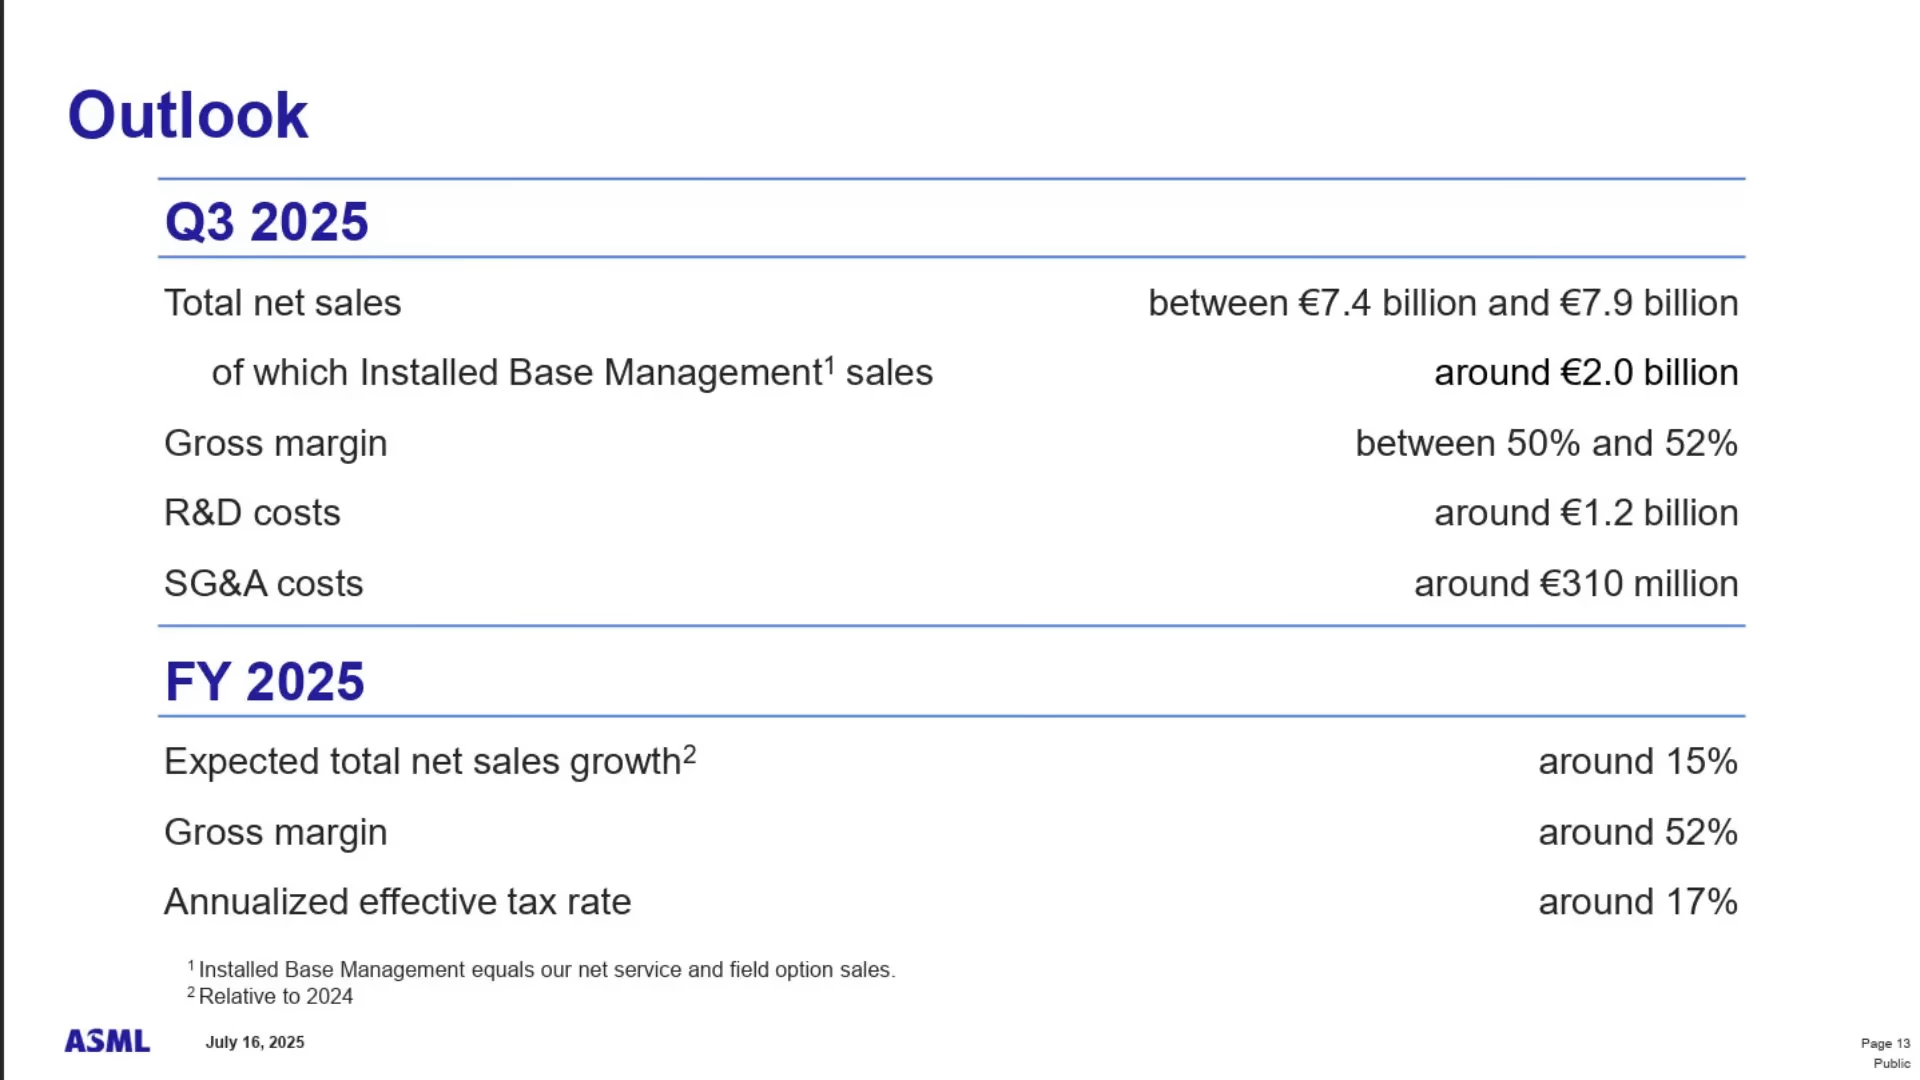 Outlook
Q3 2025
Total net sales between €7.4 billion and €7.9 billion
of which Installed Base Management¹ sales around €2.0 billion
Gross margin between 50% and 52%
R&D costs around €1.2 billion
SG&A costs around €310 million
FY 2025
Expected total net sales growth² around 15%
Gross margin around 52%
Annualized effective tax rate around 17%
¹ Installed Base Management equals our net service and field option sales.
² Relative to 2024
ASML July 16, 2025 Page 13
Public